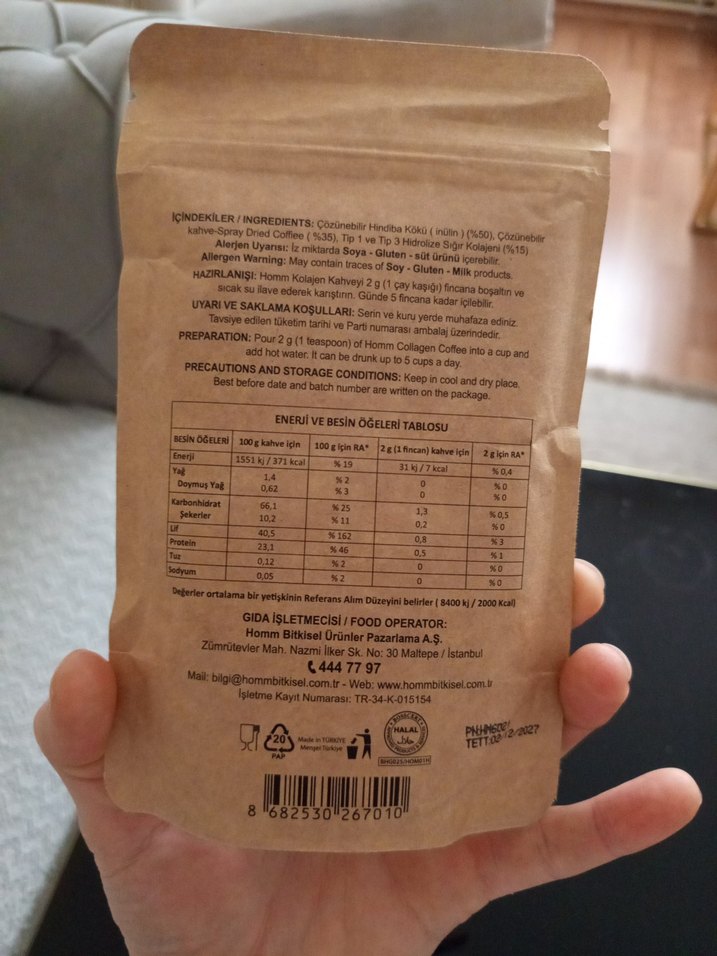 İÇİNDEKİLER / INGREDIENTS: Çözünebilir Hindiba Kökü ( inülin ) (%50), Çözünebilir
kahve-Spray Dried Coffiee ( %35), Tip 1 ve Tip 3 Hidrolize Sığır Kolajeni (%15)
Alerjen Uyarısı: İz miktarda Soya - Gluten - süt ürünü içerebilir.
Allergen Warning: May contain traces of Soy - Gluten - Milk products.
HAZIRLANIŞI: Homm Kolajen Kahveyi 2 g (1 çay kaşığı) fincana boşaltın ve
sıcak su ilave ederek karıştırın. Günde 5 fincana kadar içilebilir.
UYARI VE SAKLAMA KOŞULLARI: Serin ve kuru yerde muhafaza ediniz.
Tavsiye edilen tüketim tarihi ve Parti numarası ambalaj üzerindedir.
PREPARATION: Pour 2 g (1 teaspoon) of Homm Collagen Coffee into a cup and
add hot water. It can be drunk up to 5 cups a day.
PRECAUTIONS AND STORAGE CONDITIONS: Keep in cool and dry place.
Best before date and batch number are written on the package.
ENERJİ VE BESİN ÖĞELERİ TABLOSU
BESİN ÖĞELERİ 100 g kahve için 100 g için RA* 2 g (1 fincan) kahve için 2 g için RA*
Enerji 1551 kj / 371 kcal % 19 31 kj / 7 kcal % 0,4
Yağ 1,4 % 2 0 % 0
Doymuş Yağ 0,62 % 3 0 % 0
Karbonhidrat 66,1 % 25 1,3 % 0,5
Şekerler 10,2 % 11 0,2 % 0
Lif 40,5 % 162 0,8 % 3
Protein 23,1 % 46 0,5 % 1
Tuz 0,12 % 2 0 % 0
Sodyum 0,05 % 2 0 % 0
Değerler ortalama bir yetişkinin Referans Alım Düzeyini belirler ( 8400 kj / 2000 Kcal)
GIDA İŞLETMECİSİ / FOOD OPERATOR:
Homm Bitkisel Ürünler Pazarlama A.Ş.
Zümrütevler Mah. Nazmi İlker Sk. No: 30 Maltepe / İstanbul
444 77 97
Mail: bilgi@hommbitkisel.com.tr - Web: www.hommbitkisel.com.tr
İşletme Kayıt Numarası: TR-34-K-015154
20
PAP
Made in TÜRKİYE
Menşei Türkiye
HALAL
BHG025/HOM01H
TETT:02/12/2027
8 682530 267010